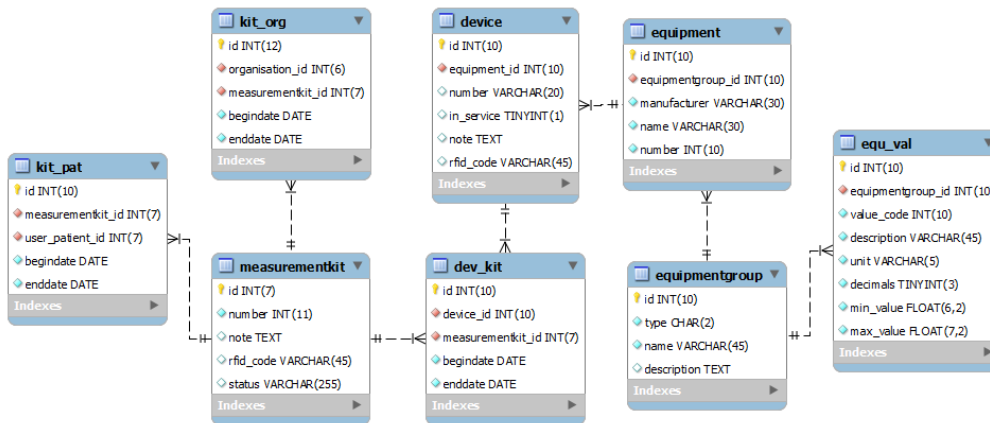 kit_org
id INT(12)
organisation_id INT(6)
measurementkit_id INT(7)
begindate DATE
enddate DATE
Indexes
device
id INT(10)
equipment_id INT(10)
number VARCHAR(20)
in_service TINYINT(1)
note TEXT
rfid_code VARCHAR(45)
Indexes
equipment
id INT(10)
equipmentgroup_id INT(10)
manufacturer VARCHAR(30)
name VARCHAR(30)
number INT(10)
Indexes
equ_val
id INT(10)
equipmentgroup_id INT(10
value_code INT(10)
description VARCHAR(45)
unit VARCHAR(5)
decimals TINYINT(3)
min_value FLOAT(6,2)
max_value FLOAT(7,2)
Indexes
kit_pat
id INT(10)
measurementkit_id INT(7)
user_patient_id INT(7)
begindate DATE
enddate DATE
Indexes
measurementkit
id INT(7)
number INT(11)
note TEXT
rfid_code VARCHAR(45)
status VARCHAR(255)
Indexes
dev_kit
id INT(10)
device_id INT(10)
measurementkit_id INT(7)
begindate DATE
enddate DATE
Indexes
equipmentgroup
id INT(10)
type CHAR(2)
name VARCHAR(45)
description TEXT
Indexes